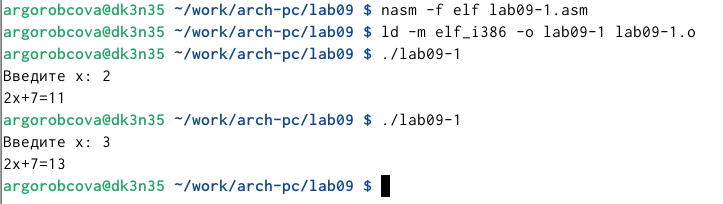 argorobcova@dk3n35 ~/work/arch-pc/lab09 $ nasm -f elf lab09-1.asm
argorobcova@dk3n35 ~/work/arch-pc/lab09 $ ld -m elf_i386 -o lab09-1 lab09-1.o
argorobcova@dk3n35 ~/work/arch-pc/lab09 $ ./lab09-1
Введите x: 2
2x+7=11
argorobcova@dk3n35 ~/work/arch-pc/lab09 $ ./lab09-1
Введите x: 3
2x+7=13
argorobcova@dk3n35 ~/work/arch-pc/lab09 $